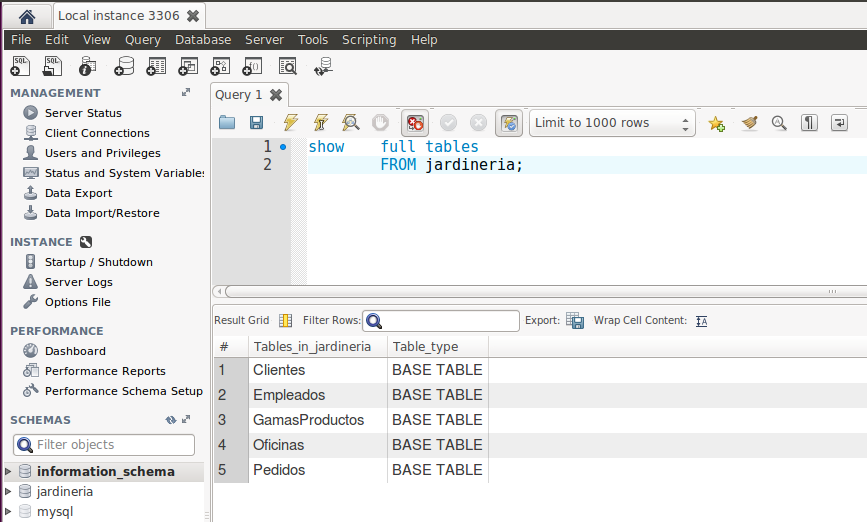 Local instance 3306
File Edit View Query Database Server Tools Scripting Help
MANAGEMENT
Server Status
Client Connections
Users and Privileges
Status and System Variables
Data Export
Data Import/Restore
INSTANCE
Startup / Shutdown
Server Logs
Options File
PERFORMANCE
Dashboard
Performance Reports
Performance Schema Setup
SCHEMAS
Filter objects
information_schema
jardineria
mysql
Query 1
Limit to 1000 rows
1 show full tables
2 FROM jardineria;
Result Grid Filter Rows: Export: Wrap Cell Content:
# Tables_in_jardineria Table_type
1 Clientes BASE TABLE
2 Empleados BASE TABLE
3 GamasProductos BASE TABLE
4 Oficinas BASE TABLE
5 Pedidos BASE TABLE